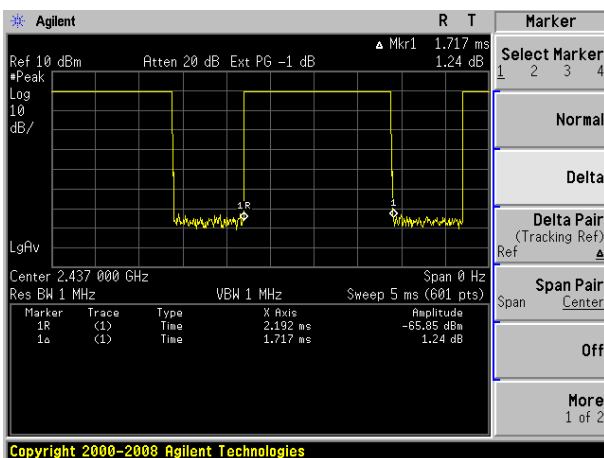 Agilent R T Marker
Δ Mkr1 1.717 ms
Ref 10 dBm Atten 20 dB Ext PG -1 dB 1.24 dB
#Peak
Log
10
dB/
1R
1
LgAv
Center 2.437 000 GHz Span 0 Hz
Res BW 1 MHz VBW 1 MHz Sweep 5 ms (601 pts)
Marker Trace Type X Axis Amplitude
1R (1) Time 2.192 ms -65.85 dBm
1Δ (1) Time 1.717 ms 1.24 dB
Select Marker
1 2 3 4
Normal
Delta
Delta Pair
(Tracking Ref)
Ref Δ
Span Pair
Span Center
Off
More
1 of 2
Copyright 2000-2008 Agilent Technologies